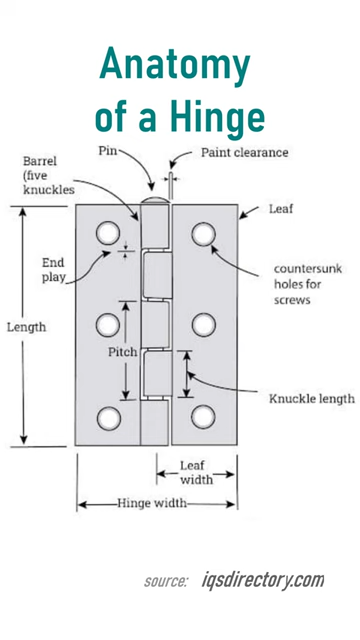 Anatomy
of a Hinge
Pin
Paint clearance
Barrel
(five
knuckles
Leaf
End
play
countersunk
holes for
screws
Length
Pitch
Knuckle length
Leaf
width
Hinge width
source: iqsdirectory.com